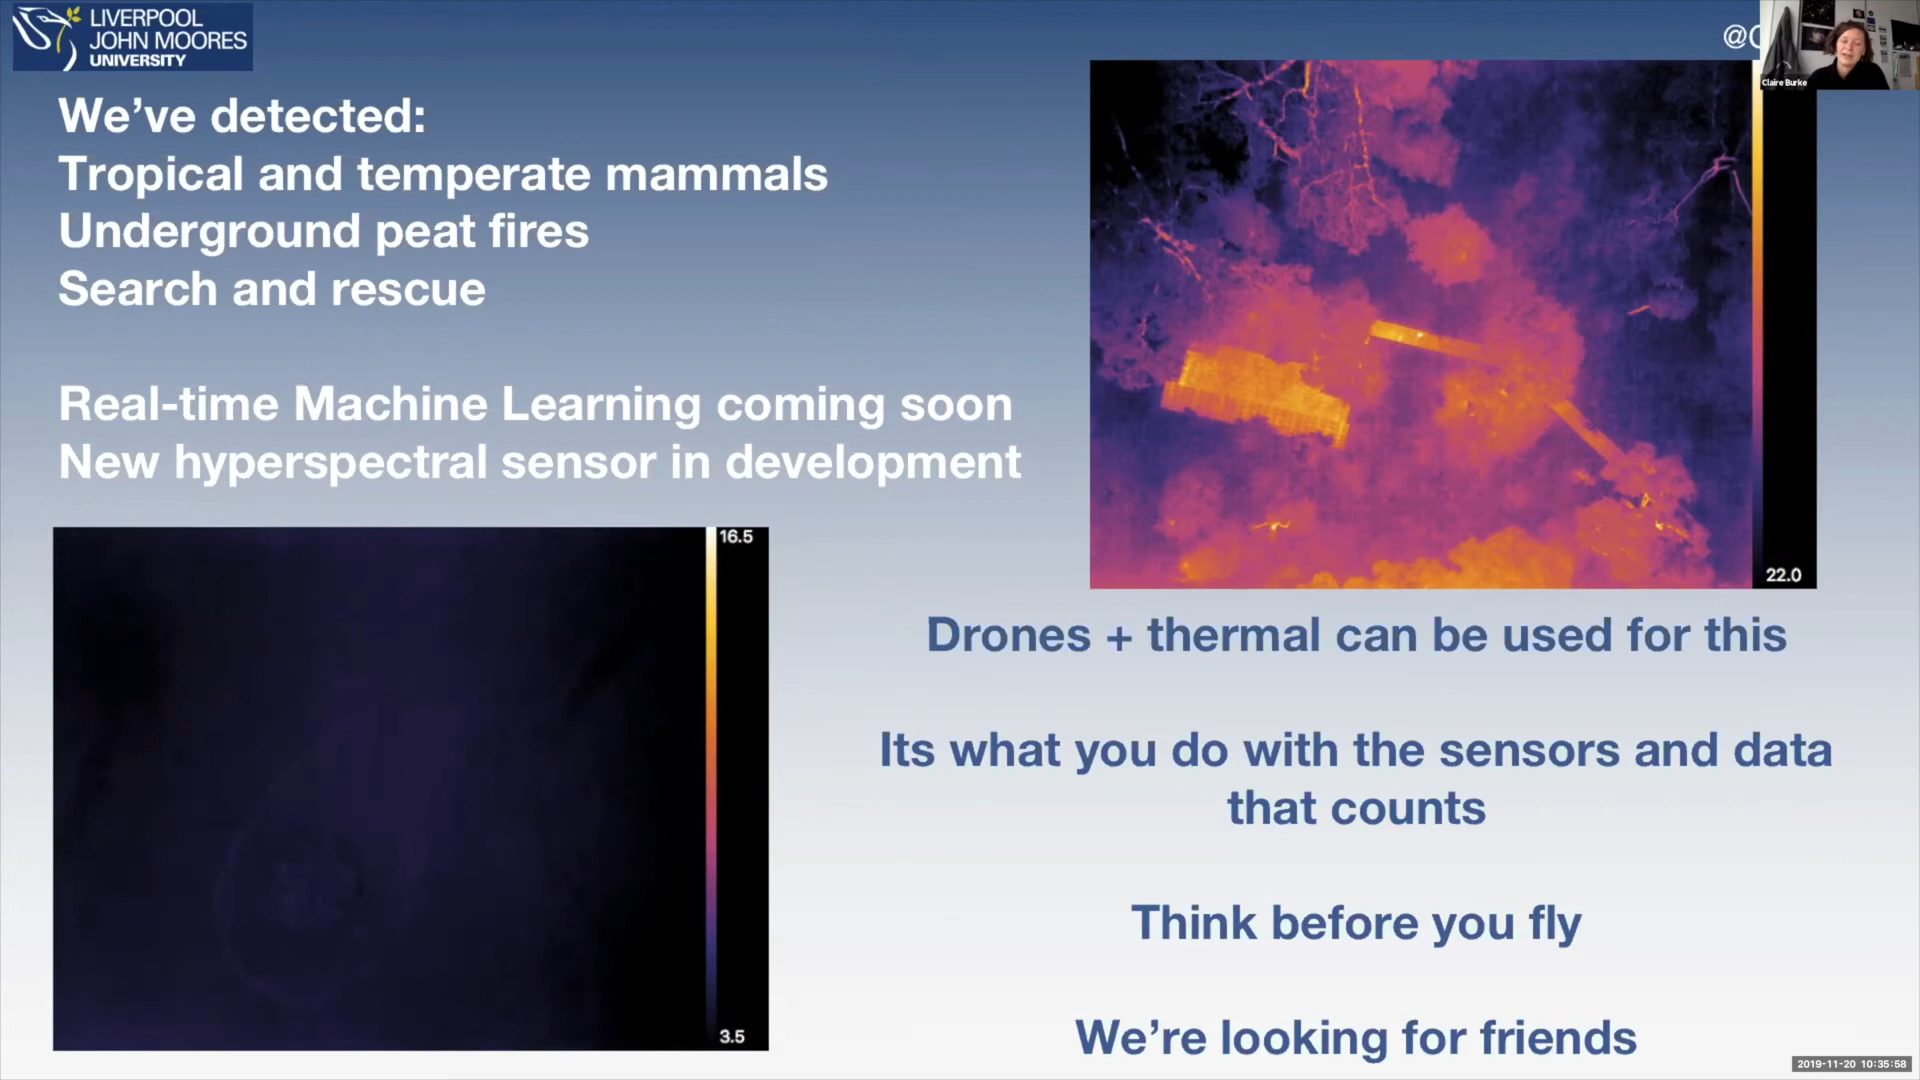 LIVERPOOL
JOHN MOORES
UNIVERSITY
Claire Burke
We've detected:
Tropical and temperate mammals
Underground peat fires
Search and rescue
Real-time Machine Learning coming soon
New hyperspectral sensor in development
16.5
3.5
22.0
Drones + thermal can be used for this
Its what you do with the sensors and data
that counts
Think before you fly
We're looking for friends
2019-11-20 10:35:58